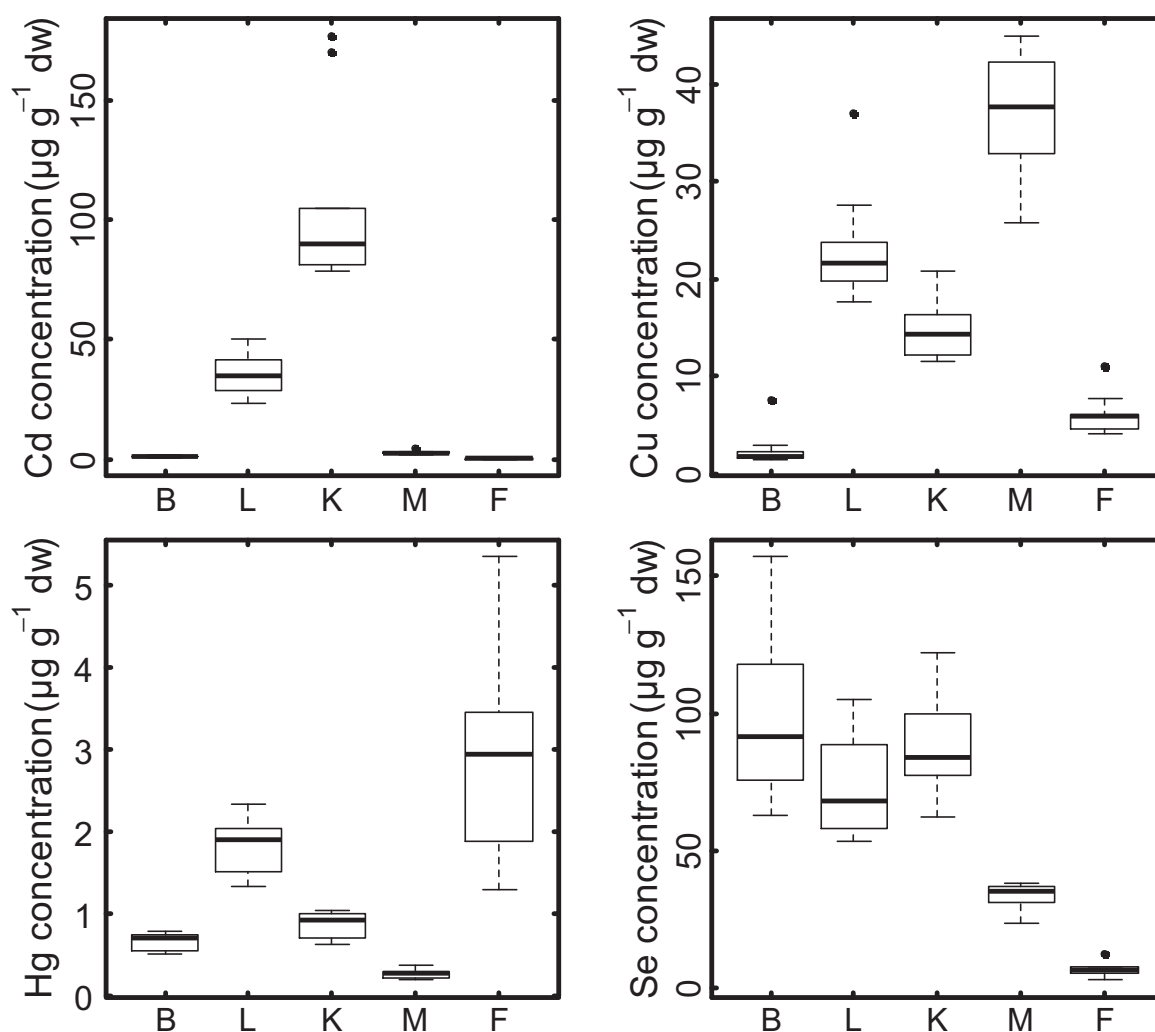 Cd concentration (µg g⁻¹ dw)
150
100
50
0
B L K M F
Cu concentration (µg g⁻¹ dw)
40
30
20
10
0
B L K M F
Hg concentration (µg g⁻¹ dw)
5
4
3
2
1
0
B L K M F
Se concentration (µg g⁻¹ dw)
150
100
50
0
B L K M F